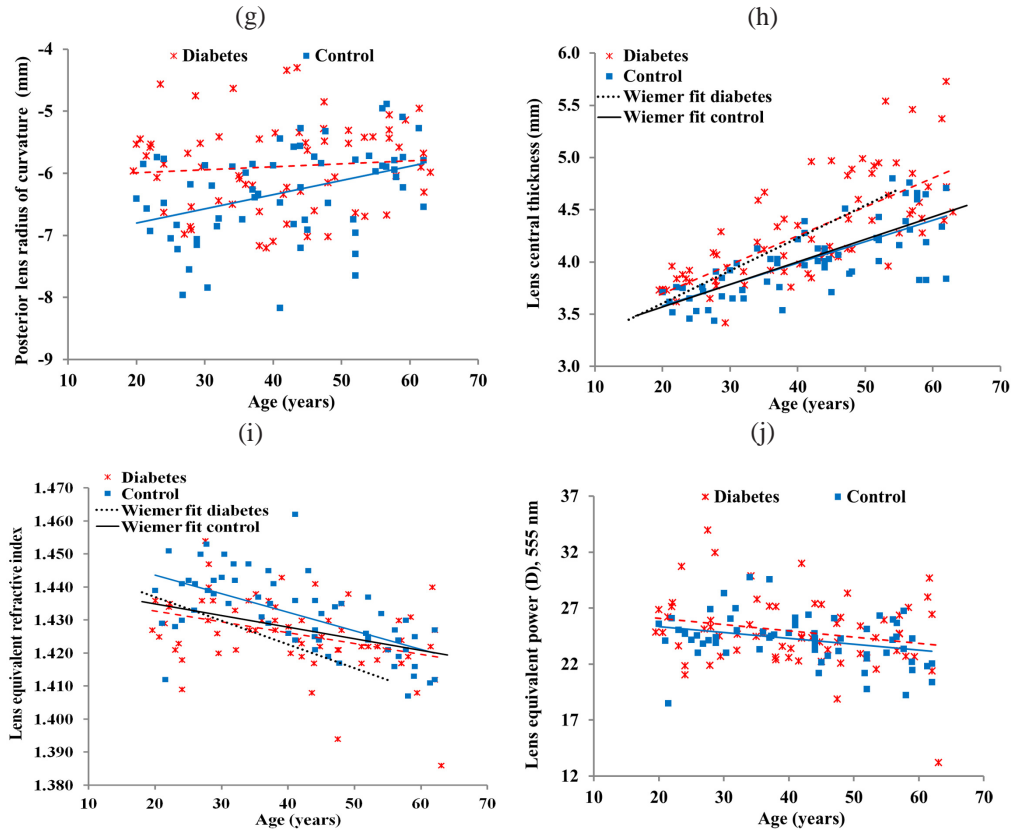 (g)
Diabetes
Control
Posterior lens radius of curvature (mm)
-4
-5
-6
-7
-8
-9
10
20
30
40
50
60
70
Age (years)
(h)
Diabetes
Control
Wiemer fit diabetes
Wiemer fit control
Lens central thickness (mm)
6.0
5.5
5.0
4.5
4.0
3.5
3.0
10
20
30
40
50
60
70
Age (years)
(i)
Diabetes
Control
Wiemer fit diabetes
Wiemer fit control
Lens equivalent refractive index
1.470
1.460
1.450
1.440
1.430
1.420
1.410
1.400
1.390
1.380
10
20
30
40
50
60
70
Age (years)
(j)
Diabetes
Control
Lens equivalent power (D), 555 nm
37
32
27
22
17
12
10
20
30
40
50
60
70
Age (years)